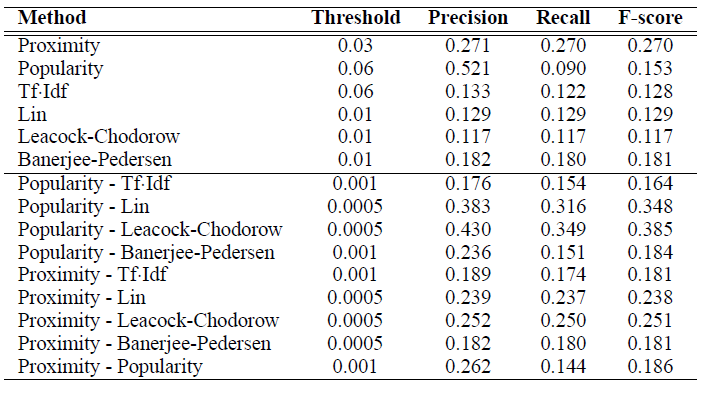 Method Threshold Precision Recall F-score
Proximity 0.03 0.271 0.270 0.270
Popularity 0.06 0.521 0.090 0.153
Tf·Idf 0.06 0.133 0.122 0.128
Lin 0.01 0.129 0.129 0.129
Leacock-Chodorow 0.01 0.117 0.117 0.117
Banerjee-Pedersen 0.01 0.182 0.180 0.181
Popularity - Tf·Idf 0.001 0.176 0.154 0.164
Popularity - Lin 0.0005 0.383 0.316 0.348
Popularity - Leacock-Chodorow 0.0005 0.430 0.349 0.385
Popularity - Banerjee-Pedersen 0.001 0.236 0.151 0.184
Proximity - Tf·Idf 0.001 0.189 0.174 0.181
Proximity - Lin 0.0005 0.239 0.237 0.238
Proximity - Leacock-Chodorow 0.0005 0.252 0.250 0.251
Proximity - Banerjee-Pedersen 0.0005 0.182 0.180 0.181
Proximity - Popularity 0.001 0.262 0.144 0.186